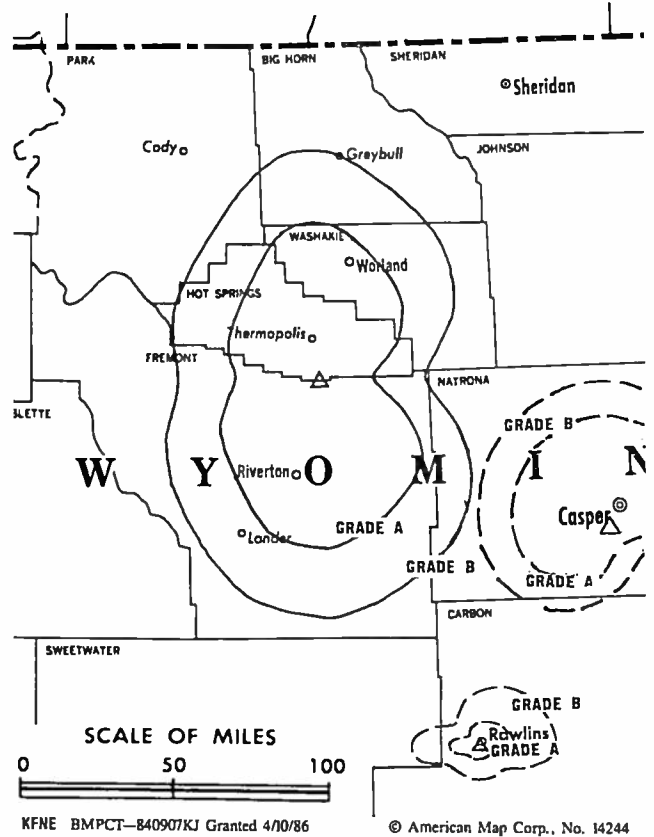 PARK
BIG HORN
SHERIDAN
Sheridan
Cody
Greybull
JOHNSON
WASHAKIE
Worland
HOT SPRINGS
Thermopolis
FREMONT
NATRONA
BLETTE
GRADE B
W Y O M I N
Riverton
Casper
GRADE A
Lander
GRADE B
GRADE A
CARBON
SWEETWATER
GRADE B
Rawlins
GRADE A
SCALE OF MILES
0 50 100
KFNE BMPCT—840907KJ Granted 4/10/86
© American Map Corp., No. 14244